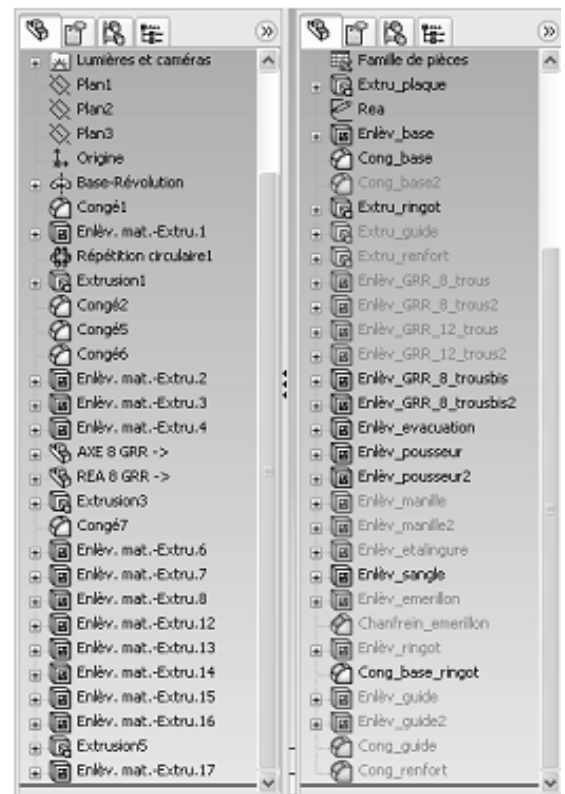 Lumières et caméras
Plan1
Plan2
Plan3
Origine
Base-Révolution
Congé1
Enlèv. mat.-Extru.1
Répétition circulaire1
Extrusion1
Congé2
Congé5
Congé6
Enlèv. mat.-Extru.2
Enlèv. mat.-Extru.3
Enlèv. mat.-Extru.4
AXE 8 GRR ->
REA 8 GRR ->
Extrusion3
Congé7
Enlèv. mat.-Extru.6
Enlèv. mat.-Extru.7
Enlèv. mat.-Extru.8
Enlèv. mat.-Extru.12
Enlèv. mat.-Extru.13
Enlèv. mat.-Extru.14
Enlèv. mat.-Extru.15
Enlèv. mat.-Extru.16
Extrusion5
Enlèv. mat.-Extru.17
Famille de pièces
Extru_plaque
Rea
Enlèv_base
Cong_base
Cong_base2
Extru_ringot
Extru_guide
Extru_renfort
Enlèv_GRR_8_trous
Enlèv_GRR_8_trous2
Enlèv_GRR_12_trous
Enlèv_GRR_12_trous2
Enlèv_GRR_8_trousbis
Enlèv_GRR_8_trousbis2
Enlèv_evacuation
Enlèv_pousseur
Enlèv_pousseur2
Enlèv_manille
Enlèv_manille2
Enlèv_etalingure
Enlèv_sangle
Enlèv_emerillon
Chanfrein_emerillon
Enlèv_ringot
Cong_base_ringot
Enlèv_guide
Enlèv_guide2
Cong_guide
Cong_renfort